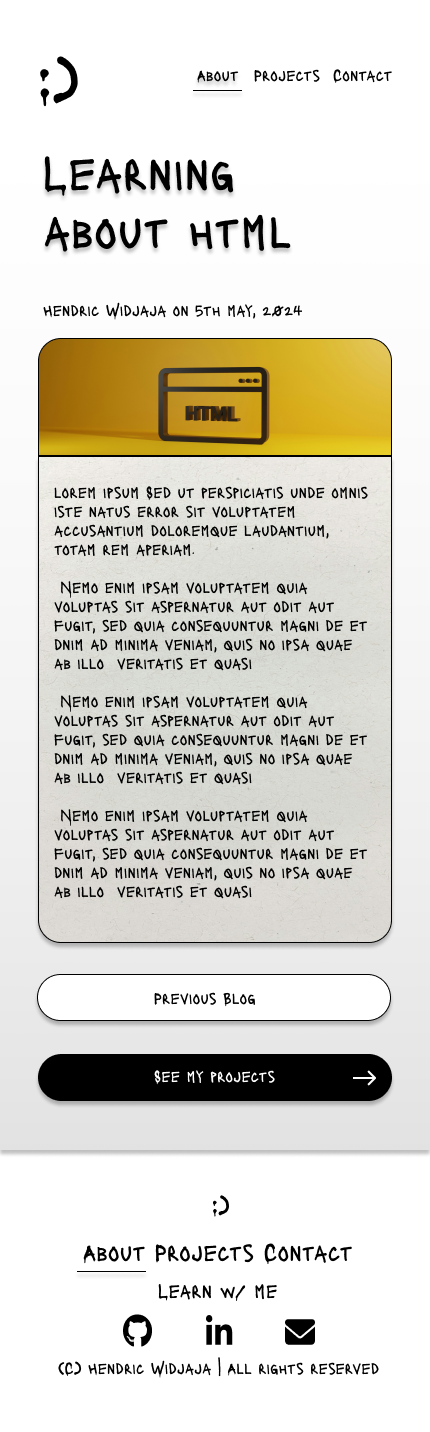 About Projects Contact
Learning
about HTML
Hendric Widjaja on 5th May, 2024
HTML
Lorem ipsum Sed ut perspiciatis unde omnis
iste natus error sit voluptatem
accusantium doloremque laudantium,
totam rem aperiam.
Nemo enim ipsam voluptatem quia
voluptas sit aspernatur aut odit aut
fugit, sed quia consequuntur magni de et
dnim ad minima veniam, quis no ipsa quae
ab illo veritatis et quasi
Nemo enim ipsam voluptatem quia
voluptas sit aspernatur aut odit aut
fugit, sed quia consequuntur magni de et
dnim ad minima veniam, quis no ipsa quae
ab illo veritatis et quasi
Nemo enim ipsam voluptatem quia
voluptas sit aspernatur aut odit aut
fugit, sed quia consequuntur magni de et
dnim ad minima veniam, quis no ipsa quae
ab illo veritatis et quasi
Previous Blog
See my projects
About Projects Contact
Learn w/ me
(C) Hendric Widjaja | All rights reserved